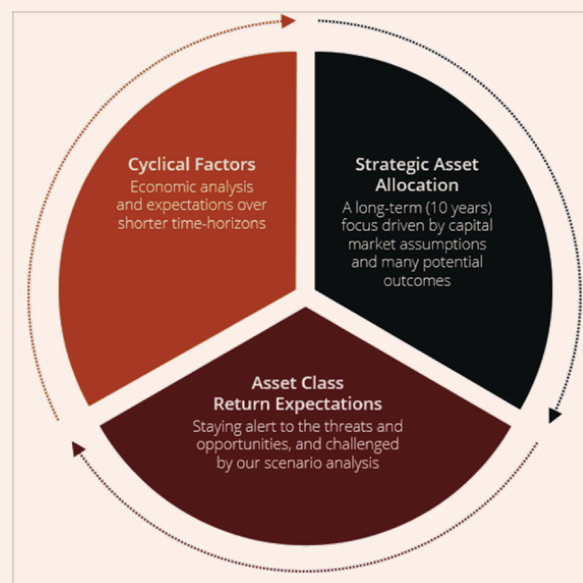 Cyclical Factors
Economic analysis
and expectations over
shorter time-horizons
Strategic Asset
Allocation
A long-term (10 years)
focus driven by capital
market assumptions
and many potential
outcomes
Asset Class
Return Expectations
Staying alert to the threats and
opportunities, and challenged
by our scenario analysis